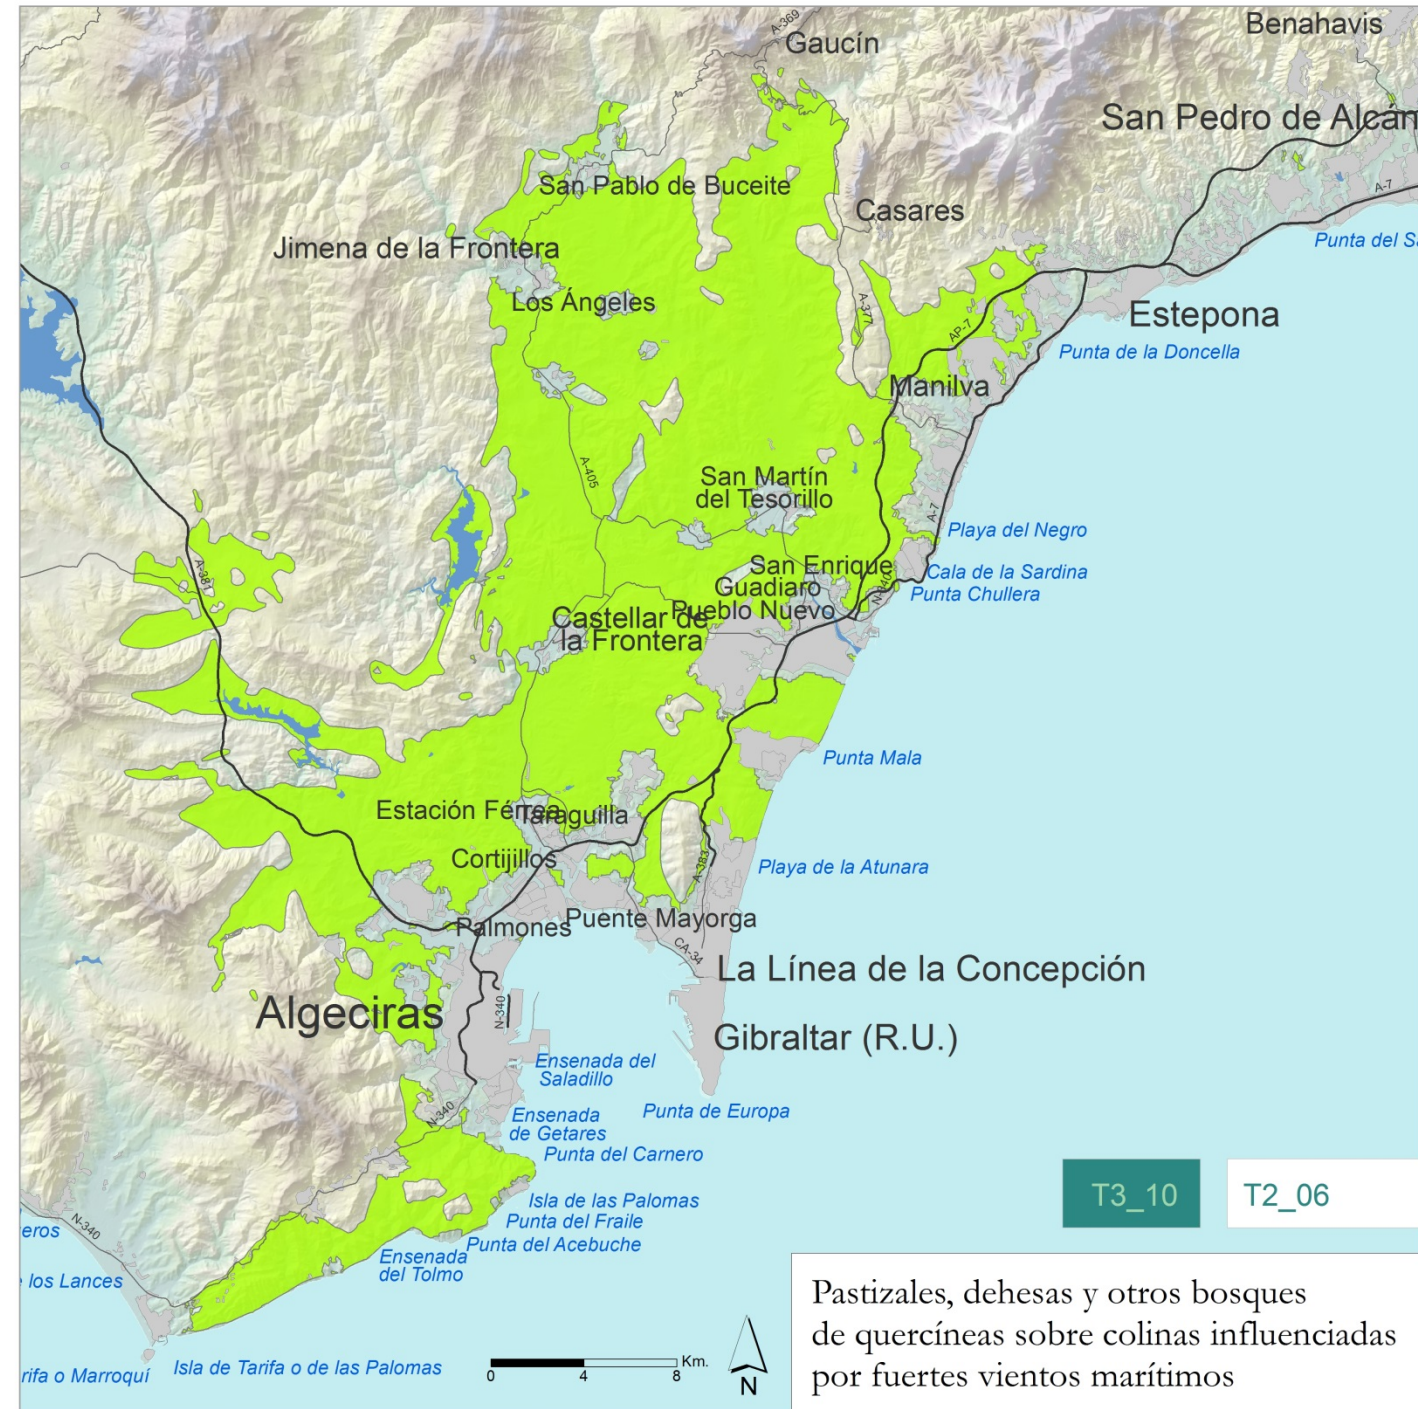 Benahavis
A-369
Gaucín
San Pedro de Alcán
A-7
San Pablo de Buceite
Casares
Punta del S
Jimena de la Frontera
Los Ángeles
A-377
AP-7
Estepona
Punta de la Doncella
Manilva
A-405
San Martín
del Tesorillo
A-7
Playa del Negro
A-381
San Enrique
Guadiaro
Pueblo Nuevo
N-340
Cala de la Sardina
Punta Chullera
Castellar de
la Frontera
Punta Mala
Estación Férrea
Taraguilla
Cortijillos
A-383
Playa de la Atunara
Palmones
Puente Mayorga
CA-34
La Línea de la Concepción
Algeciras
N-340
Gibraltar (R.U.)
Ensenada del
Saladillo
Punta de Europa
N-340
Ensenada
de Getares
Punta del Carnero
Isla de las Palomas
Punta del Fraile
Punta del Acebuche
Ensenada
del Tolmo
T3_10
T2_06
eros
N-340
los Lances
rifa o Marroquí
Isla de Tarifa o de las Palomas
0 4 8 Km.
N
Pastizales, dehesas y otros bosques
de quercíneas sobre colinas influenciadas
por fuertes vientos marítimos